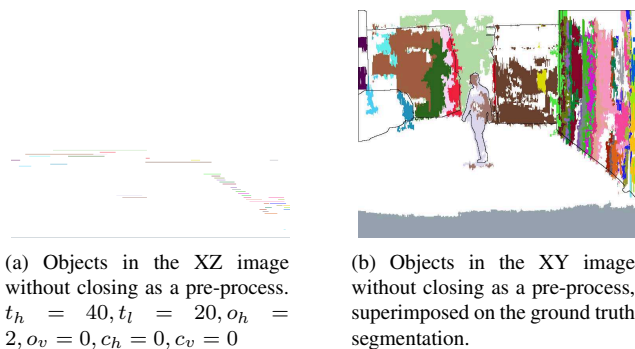 (a) Objects in the XZ image
without closing as a pre-process.
t_h = 40, t_l = 20, o_h =
2, o_v = 0, c_h = 0, c_v = 0
(b) Objects in the XY image
without closing as a pre-process,
superimposed on the ground truth
segmentation.